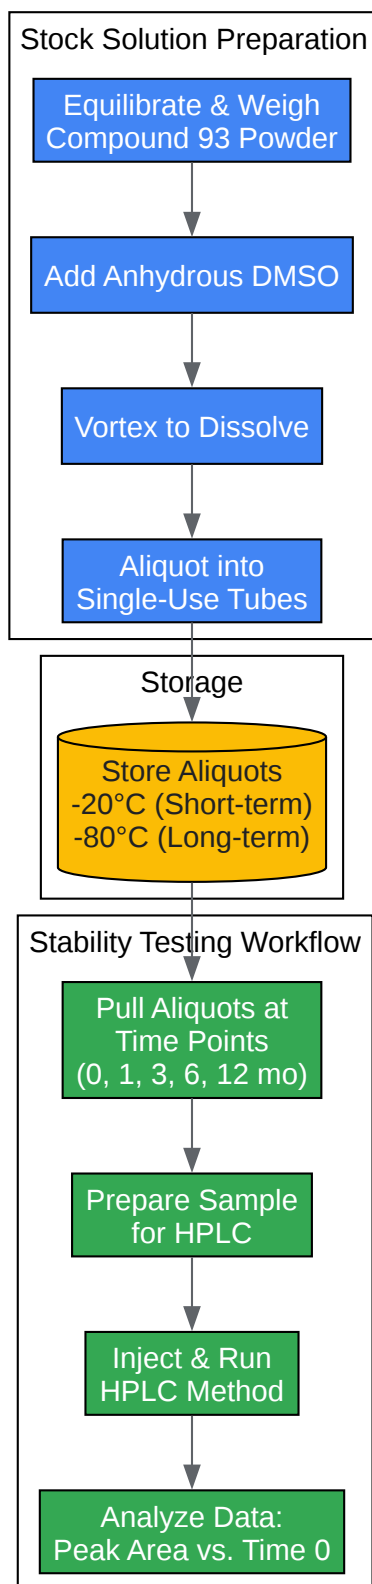 Stock Solution Preparation
Equilibrate & Weigh
Compound 93 Powder
Add Anhydrous DMSO
Vortex to Dissolve
Aliquot into
Single-Use Tubes
Storage
Store Aliquots
-20°C (Short-term)
-80°C (Long-term)
Stability Testing Workflow
Pull Aliquots at
Time Points
(0, 1, 3, 6, 12 mo)
Prepare Sample
for HPLC
Inject & Run
HPLC Method
Analyze Data:
Peak Area vs. Time 0